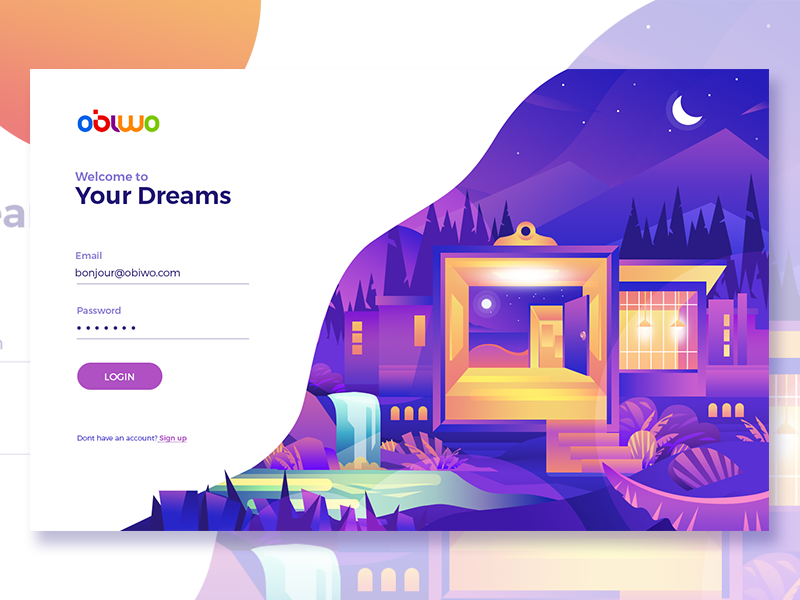 obiwo
Welcome to
Your Dreams
Email
bonjour@obiwo.com
Password
LOGIN
Dont have an account? Sign up